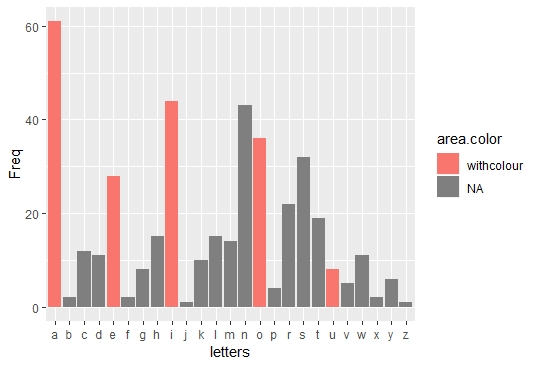 60
40
20
0
Freq
a b c d e f g h i j k l m n o p r s t u v w x y z
letters
area.color
withcolour
NA